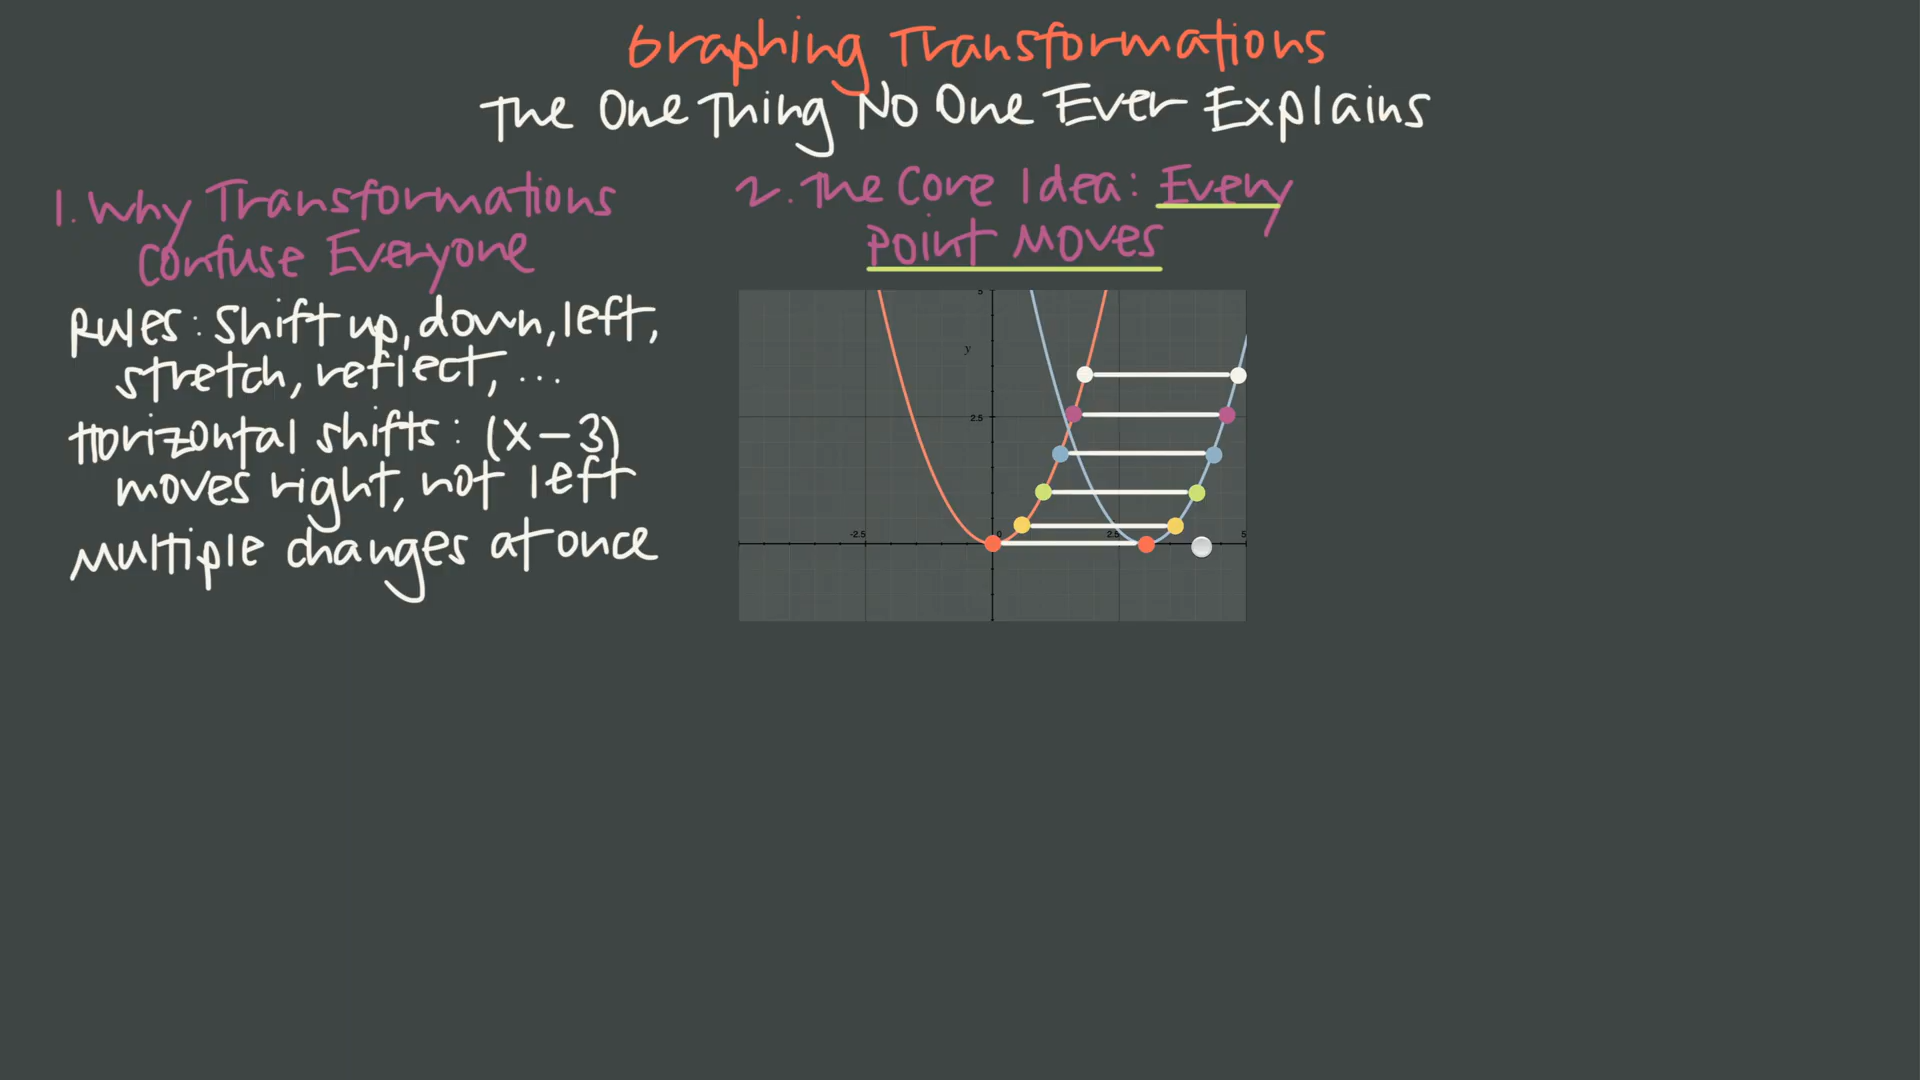 Graphing Transformations
The One Thing No One Ever Explains
1. Why Transformations
Confuse Everyone
Rules: Shift up, down, left,
stretch, reflect, ...
Horizontal shifts: (x-3)
moves right, not left
Multiple changes at once
2. The Core Idea: Every
Point Moves
5
y
2.5
-2.5 0 2.5 5